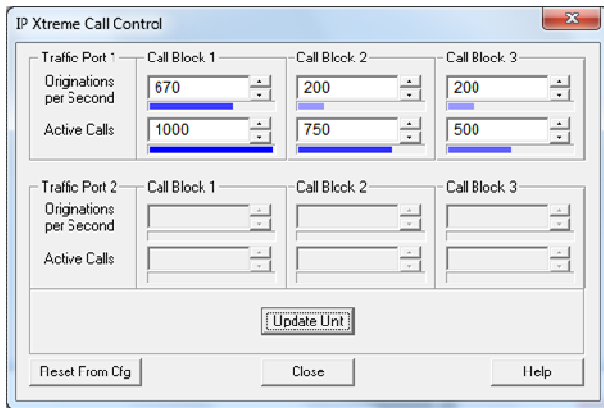 IP Xtreme Call Control
Traffic Port 1 Call Block 1 Call Block 2 Call Block 3
Orignations
per Second 670 200 200
Active Calls 1000 750 500
Traffic Port 2 Call Block 1 Call Block 2 Call Block 3
Orignations
per Second
Active Calls
Update Unit
Reset From Cfg Close Help